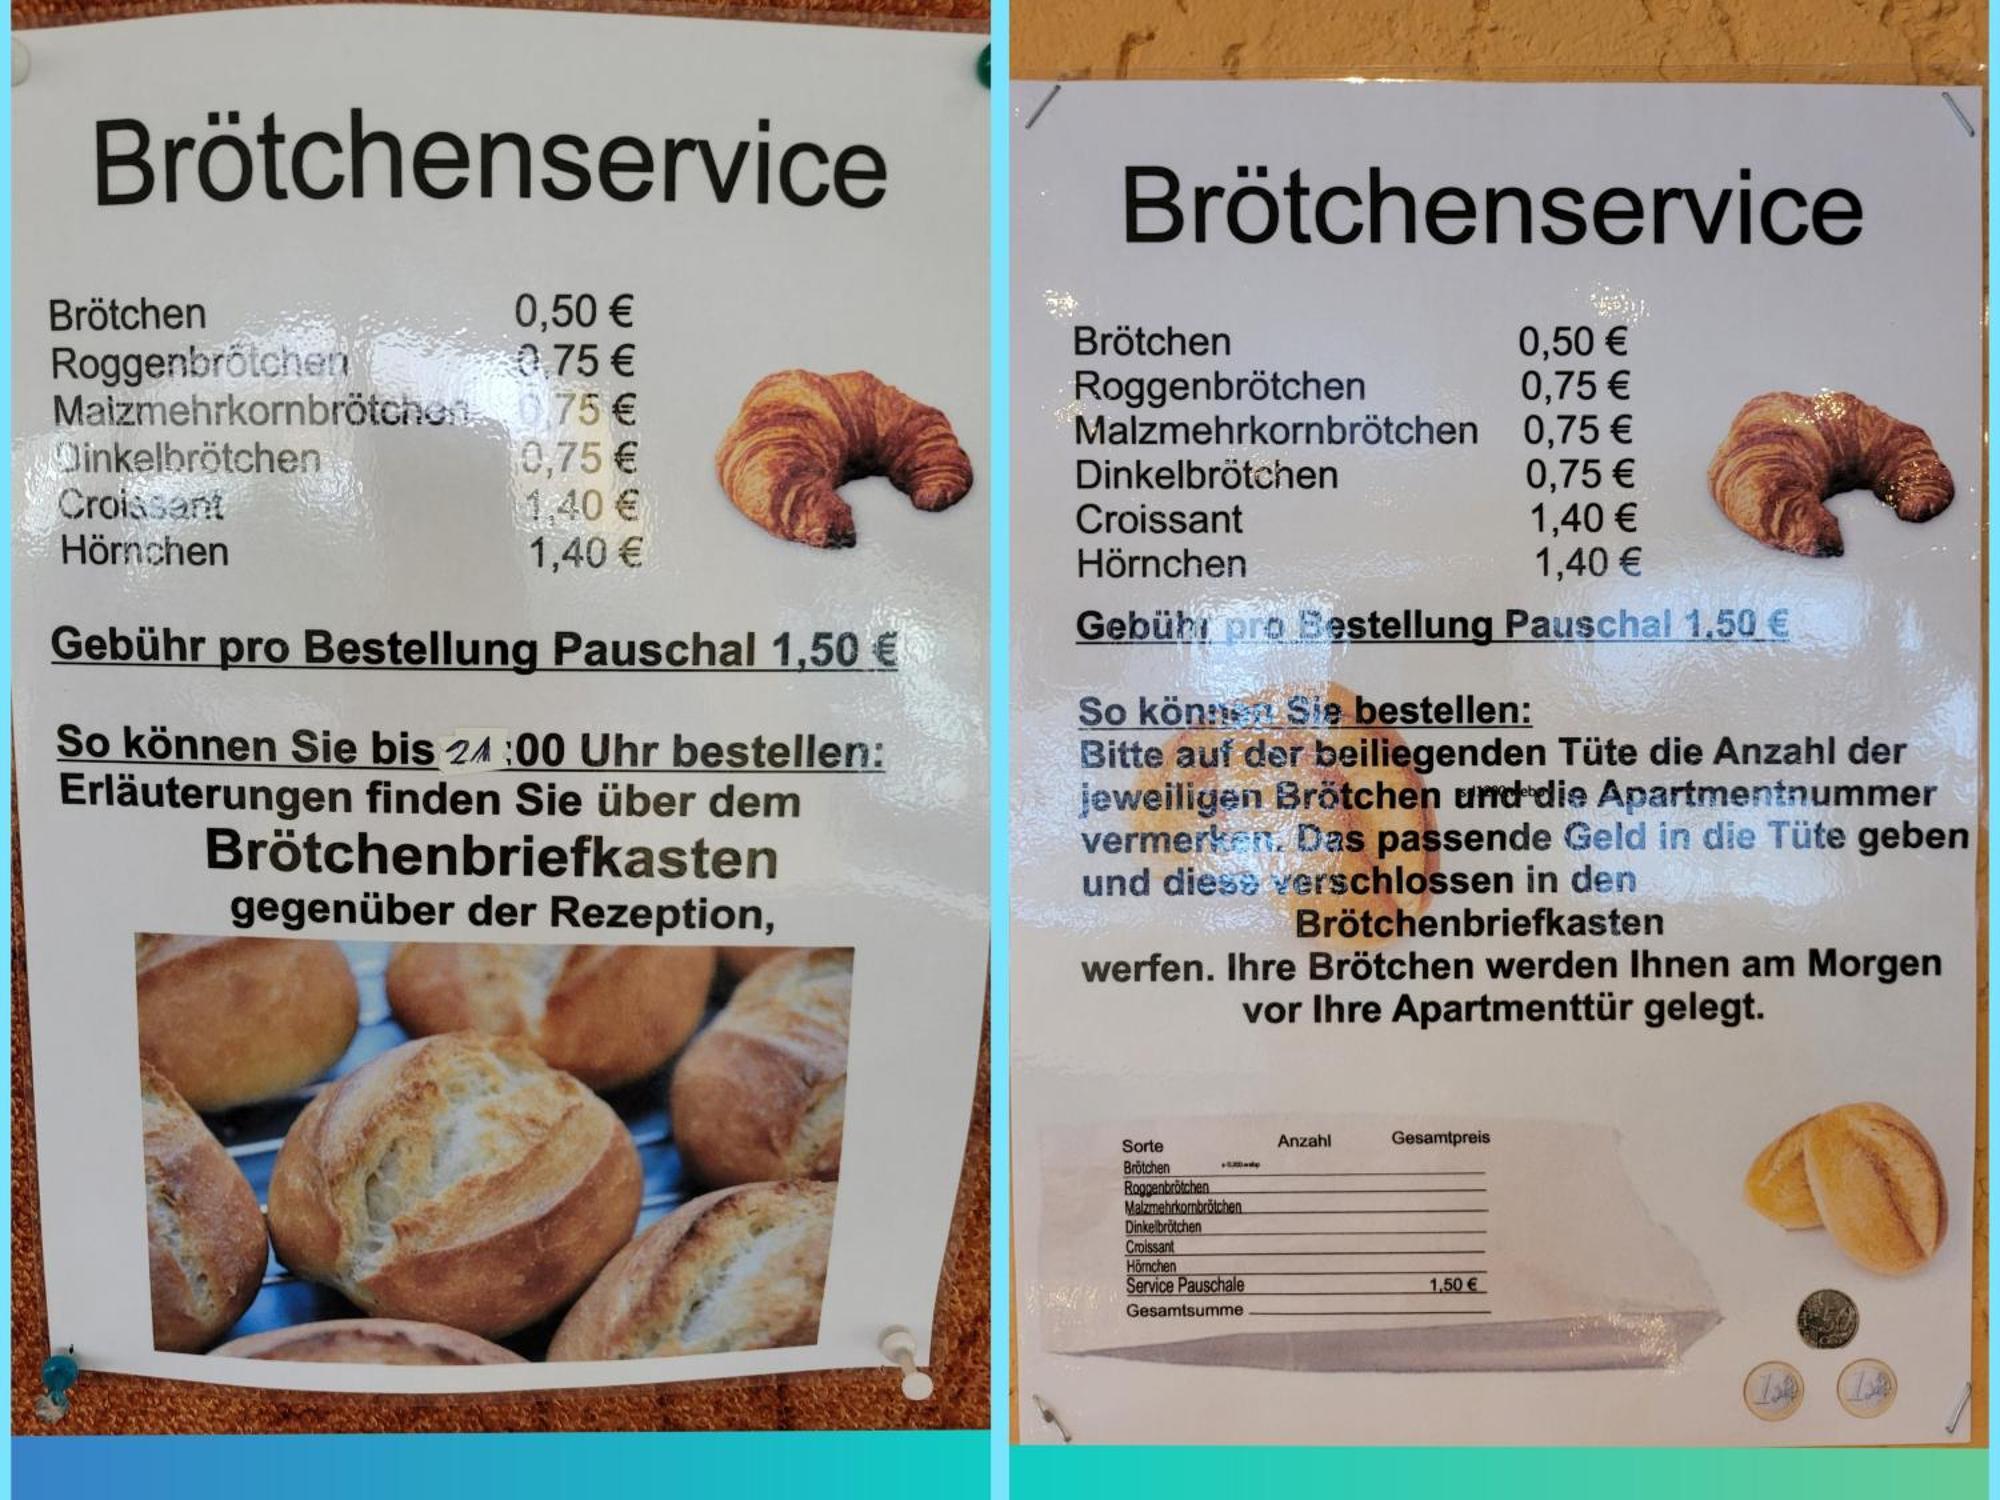 Brötchenservice
Brötchen 0,50 €
Roggenbrötchen 0,75 €
Malzmehrkornbrötchen 0,75 €
Dinkelbrötchen 0,75 €
Croissant 1,40 €
Hörnchen 1,40 €
Gebühr pro Bestellung Pauschal 1,50 €
So können Sie bis 21:00 Uhr bestellen:
Erläuterungen finden Sie über dem
Brötchenbriefkasten
gegenüber der Rezeption,
Brötchenservice
Brötchen 0,50 €
Roggenbrötchen 0,75 €
Malzmehrkornbrötchen 0,75 €
Dinkelbrötchen 0,75 €
Croissant 1,40 €
Hörnchen 1,40 €
Gebühr pro Bestellung Pauschal 1,50 €
So können Sie bestellen:
Bitte auf der beiliegenden Tüte die Anzahl der
jeweiligen Brötchen und die Apartmentnummer
vermerken. Das passende Geld in die Tüte geben
und diese verschlossen in den
Brötchenbriefkasten
werfen. Ihre Brötchen werden Ihnen am Morgen
vor Ihre Apartmenttür gelegt.
Sorte Anzahl Gesamtpreis
Brötchen
Roggenbrötchen
Malzmehrkornbrötchen
Dinkelbrötchen
Croissant
Hörnchen
Service Pauschale 1,50 €
Gesamtsumme